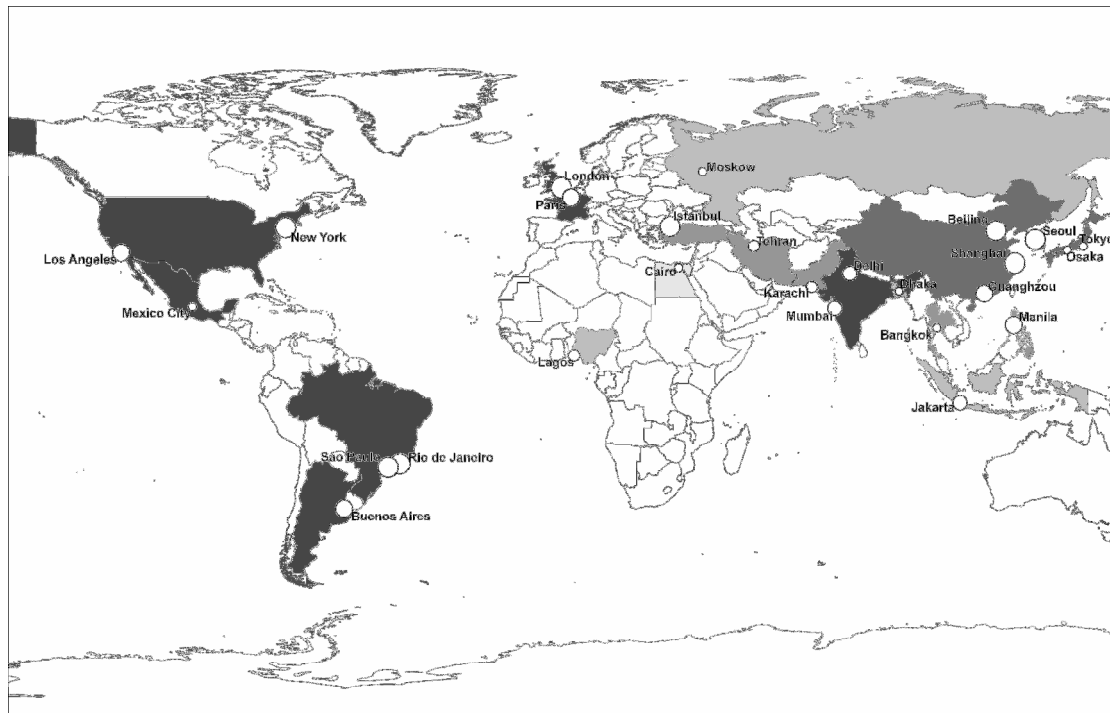 Moskow
London
Paris
Istanbul
Beijing
Seoul
Tokyo
New York
Tehran
Shanghai
Osaka
Los Angeles
Cairo
Delhi
Dhaka
Guanghzou
Karachi
Mexico City
Mumbai
Manila
Bangkok
Lagos
Jakarta
São Paulo
Rio de Janeiro
Buenos Aires